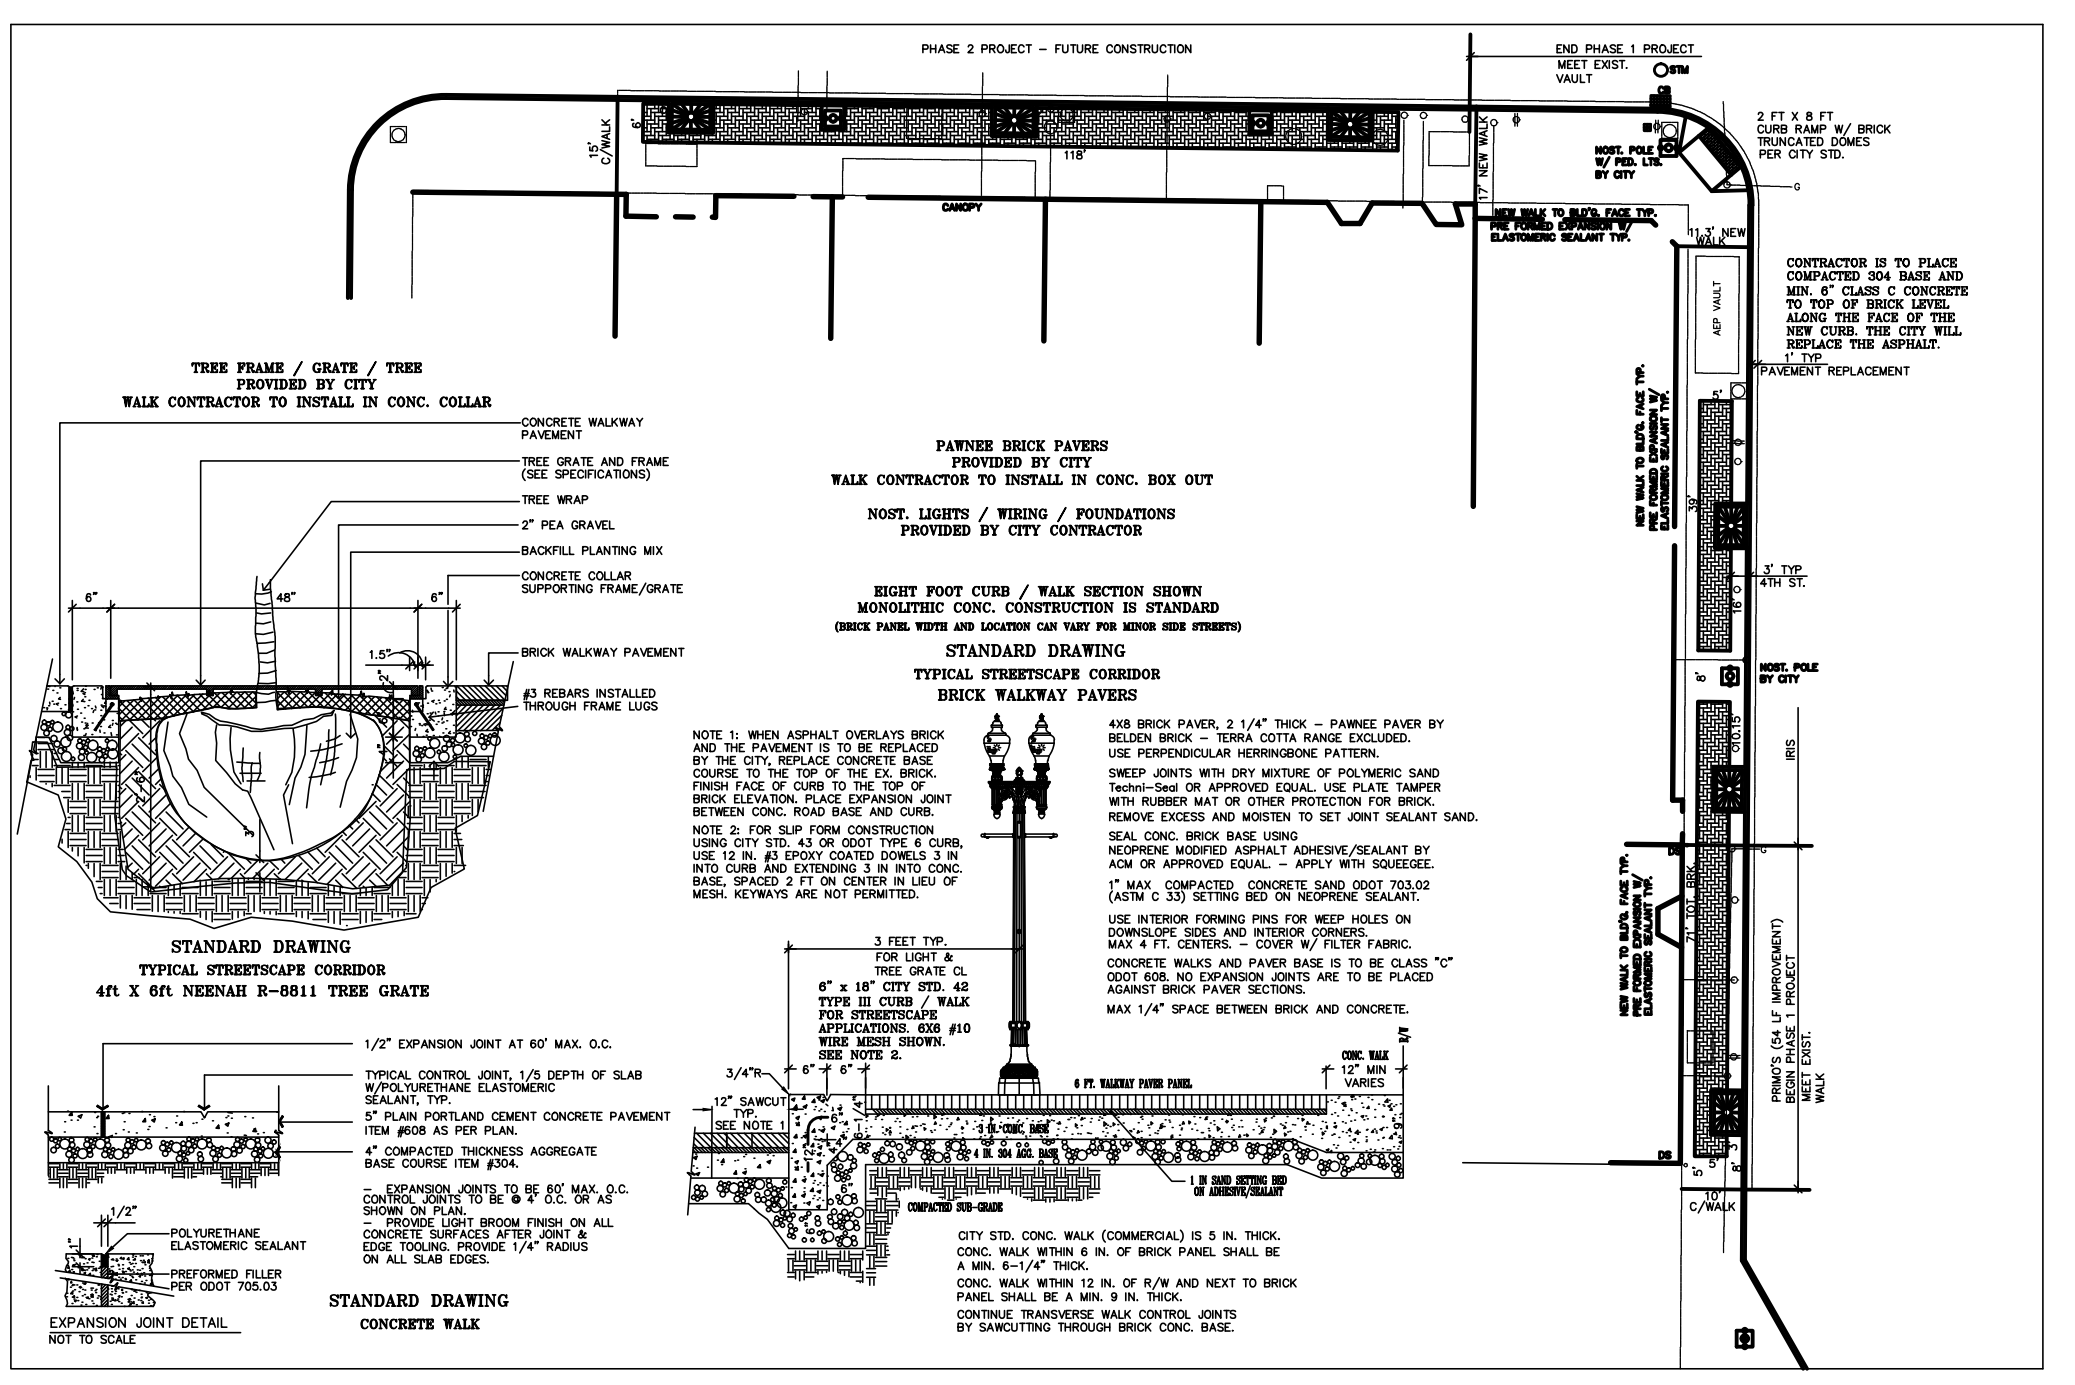 PHASE 2 PROJECT – FUTURE CONSTRUCTION
END PHASE 1 PROJECT
MEET EXIST.
VAULT
STM
CB
2 FT X 8 FT
CURB RAMP W/ BRICK
TRUNCATED DOMES
PER CITY STD.
15'
C/WALK
6'
118'
17' NEW WALK
NOST. POLE
W/ PED. LTS.
BY CITY
G
CANOPY
NEW WALK TO BLD'G. FACE TYP.
PRE FORMED EXPANSION W/
ELASTOMERIC SEALANT TYP.
11.3' NEW
WALK
AEP VAULT
CONTRACTOR IS TO PLACE
COMPACTED 304 BASE AND
MIN. 6" CLASS C CONCRETE
TO TOP OF BRICK LEVEL
ALONG THE FACE OF THE
NEW CURB. THE CITY WILL
REPLACE THE ASPHALT.
1' TYP
PAVEMENT REPLACEMENT
NEW WALK TO BLD'G. FACE TYP.
PRE FORMED EXPANSION W/
ELASTOMERIC SEALANT TYP.
5'
39'
3' TYP
4TH ST.
16'
NOST. POLE
BY CITY
8'
10.15'
IRIS
DS
G
71' TOT. BRK
NEW WALK TO BLD'G. FACE TYP.
PRE FORMED EXPANSION W/
ELASTOMERIC SEALANT TYP.
PRIMO'S (54 LF IMPROVEMENT)
BEGIN PHASE 1 PROJECT
MEET EXIST.
WALK
DS
5'
5'
3'
8'
10'
C/WALK
TREE FRAME / GRATE / TREE
PROVIDED BY CITY
WALK CONTRACTOR TO INSTALL IN CONC. COLLAR
CONCRETE WALKWAY
PAVEMENT
TREE GRATE AND FRAME
(SEE SPECIFICATIONS)
TREE WRAP
2" PEA GRAVEL
BACKFILL PLANTING MIX
CONCRETE COLLAR
SUPPORTING FRAME/GRATE
6"
48"
6"
1.5"
BRICK WALKWAY PAVEMENT
#3 REBARS INSTALLED
THROUGH FRAME LUGS
2"
4"
2'-6"
3"
STANDARD DRAWING
TYPICAL STREETSCAPE CORRIDOR
4ft X 6ft NEENAH R-8811 TREE GRATE
PAWNEE BRICK PAVERS
PROVIDED BY CITY
WALK CONTRACTOR TO INSTALL IN CONC. BOX OUT
NOST. LIGHTS / WIRING / FOUNDATIONS
PROVIDED BY CITY CONTRACTOR
EIGHT FOOT CURB / WALK SECTION SHOWN
MONOLITHIC CONC. CONSTRUCTION IS STANDARD
(BRICK PANEL WIDTH AND LOCATION CAN VARY FOR MINOR SIDE STREETS)
STANDARD DRAWING
TYPICAL STREETSCAPE CORRIDOR
BRICK WALKWAY PAVERS
NOTE 1: WHEN ASPHALT OVERLAYS BRICK
AND THE PAVEMENT IS TO BE REPLACED
BY THE CITY, REPLACE CONCRETE BASE
COURSE TO THE TOP OF THE EX. BRICK.
FINISH FACE OF CURB TO THE TOP OF
BRICK ELEVATION. PLACE EXPANSION JOINT
BETWEEN CONC. ROAD BASE AND CURB.
NOTE 2: FOR SLIP FORM CONSTRUCTION
USING CITY STD. 43 OR ODOT TYPE 6 CURB,
USE 12 IN. #3 EPOXY COATED DOWELS 3 IN
INTO CURB AND EXTENDING 3 IN INTO CONC.
BASE, SPACED 2 FT ON CENTER IN LIEU OF
MESH. KEYWAYS ARE NOT PERMITTED.
4X8 BRICK PAVER, 2 1/4" THICK – PAWNEE PAVER BY
BELDEN BRICK – TERRA COTTA RANGE EXCLUDED.
USE PERPENDICULAR HERRINGBONE PATTERN.
SWEEP JOINTS WITH DRY MIXTURE OF POLYMERIC SAND
Techni-Seal OR APPROVED EQUAL. USE PLATE TAMPER
WITH RUBBER MAT OR OTHER PROTECTION FOR BRICK.
REMOVE EXCESS AND MOISTEN TO SET JOINT SEALANT SAND.
SEAL CONC. BRICK BASE USING
NEOPRENE MODIFIED ASPHALT ADHESIVE/SEALANT BY
ACM OR APPROVED EQUAL. – APPLY WITH SQUEEGEE.
1" MAX COMPACTED CONCRETE SAND ODOT 703.02
(ASTM C 33) SETTING BED ON NEOPRENE SEALANT.
USE INTERIOR FORMING PINS FOR WEEP HOLES ON
DOWNSLOPE SIDES AND INTERIOR CORNERS.
MAX 4 FT. CENTERS. – COVER W/ FILTER FABRIC.
CONCRETE WALKS AND PAVER BASE IS TO BE CLASS "C"
ODOT 608. NO EXPANSION JOINTS ARE TO BE PLACED
AGAINST BRICK PAVER SECTIONS.
MAX 1/4" SPACE BETWEEN BRICK AND CONCRETE.
3 FEET TYP.
FOR LIGHT &
TREE GRATE CL
6" x 18" CITY STD. 42
TYPE III CURB / WALK
FOR STREETSCAPE
APPLICATIONS. 6X6 #10
WIRE MESH SHOWN.
SEE NOTE 2.
3/4"R
6"
6"
6 FT. WALKWAY PAVER PANEL
CONC. WALK
12" MIN
VARIES
R/W
12" SAWCUT
TYP.
SEE NOTE 1
6"
4"
12"
6"
6"
9"
3 IN. CONC. BASE
4 IN. 304 AGG. BASE
1 IN SAND SETTING BED
ON ADHESIVE/SEALANT
COMPACTED SUB-GRADE
CITY STD. CONC. WALK (COMMERCIAL) IS 5 IN. THICK.
CONC. WALK WITHIN 6 IN. OF BRICK PANEL SHALL BE
A MIN. 6-1/4" THICK.
CONC. WALK WITHIN 12 IN. OF R/W AND NEXT TO BRICK
PANEL SHALL BE A MIN. 9 IN. THICK.
CONTINUE TRANSVERSE WALK CONTROL JOINTS
BY SAWCUTTING THROUGH BRICK CONC. BASE.
1/2" EXPANSION JOINT AT 60' MAX. O.C.
TYPICAL CONTROL JOINT, 1/5 DEPTH OF SLAB
W/POLYURETHANE ELASTOMERIC
SEALANT, TYP.
5" PLAIN PORTLAND CEMENT CONCRETE PAVEMENT
ITEM #608 AS PER PLAN.
4" COMPACTED THICKNESS AGGREGATE
BASE COURSE ITEM #304.
– EXPANSION JOINTS TO BE 60' MAX. O.C.
CONTROL JOINTS TO BE @ 4' O.C. OR AS
SHOWN ON PLAN.
– PROVIDE LIGHT BROOM FINISH ON ALL
CONCRETE SURFACES AFTER JOINT &
EDGE TOOLING. PROVIDE 1/4" RADIUS
ON ALL SLAB EDGES.
1/2"
1"
POLYURETHANE
ELASTOMERIC SEALANT
PREFORMED FILLER
PER ODOT 705.03
EXPANSION JOINT DETAIL
NOT TO SCALE
STANDARD DRAWING
CONCRETE WALK